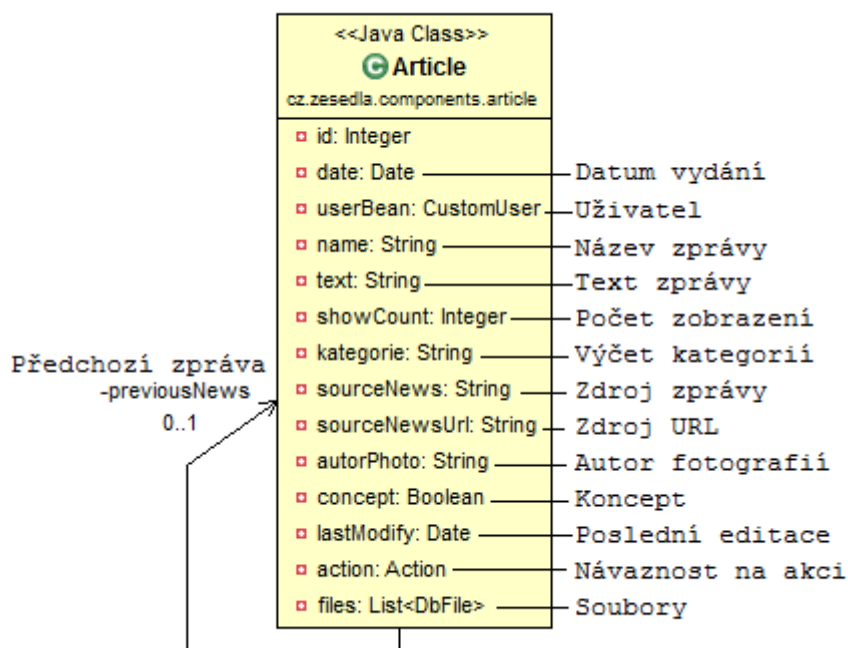 <<Java Class>>
C Article
cz.zesedla.components.article
id: Integer
date: Date Datum vydání
userBean: CustomUser Uživatel
name: String Název zprávy
text: String Text zprávy
showCount: Integer Počet zobrazení
kategorie: String Výčet kategorií
Předchozí zpráva
-previousNews
0..1
sourceNews: String Zdroj zprávy
sourceNewsUrl: String Zdroj URL
autorPhoto: String Autor fotografií
concept: Boolean Koncept
lastModify: Date Poslední editace
action: Action Návaznost na akci
files: List<DbFile> Soubory